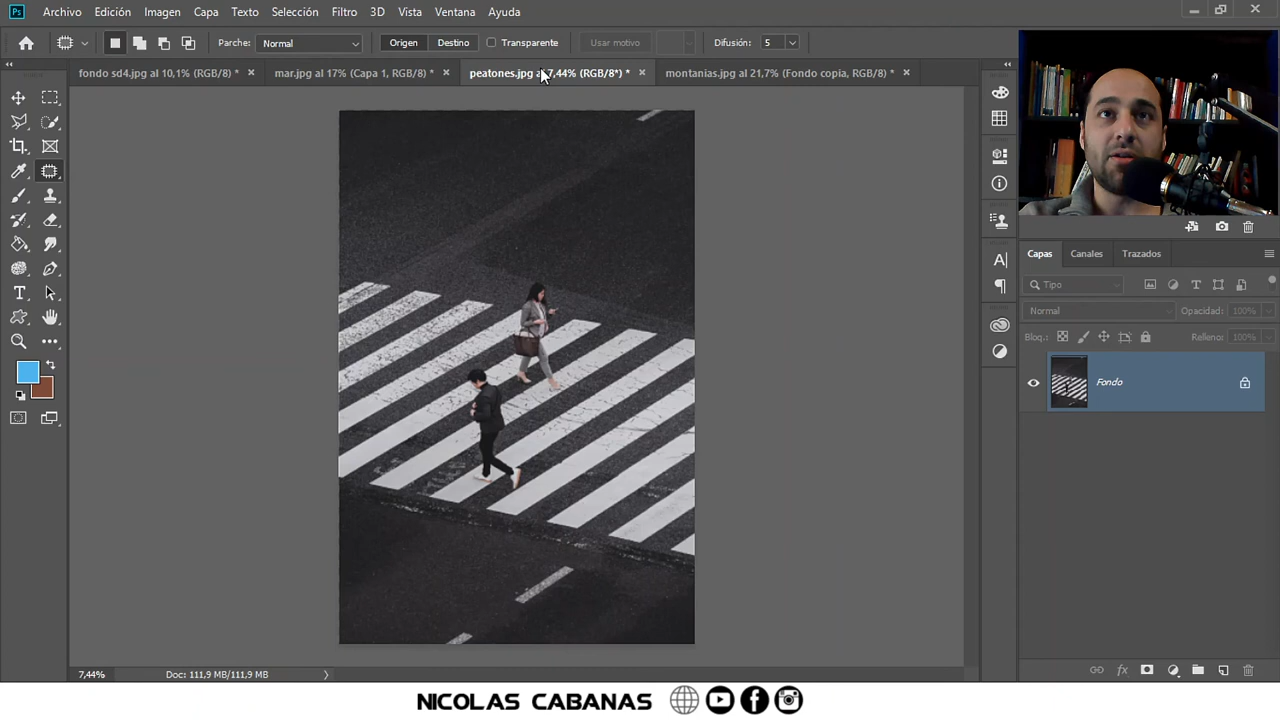 Ps Archivo Edición Imagen Capa Texto Selección Filtro 3D Vista Ventana Ayuda
Parche: Normal Origen Destino Transparente Usar motivo Difusión: 5
fondo sd4.jpg al 10,1% (RGB/8) * mar.jpg al 17% (Capa 1, RGB/8) * peatones.jpg a 7,44% (RGB/8*) * montanias.jpg al 21,7% (Fondo copia, RGB/8) *
Capas Canales Trazados
Tipo
Normal Opacidad: 100%
Bloq.: Relleno: 100%
Fondo
7,44% Doc: 111,9 MB/111,9 MB
NICOLAS CABANAS